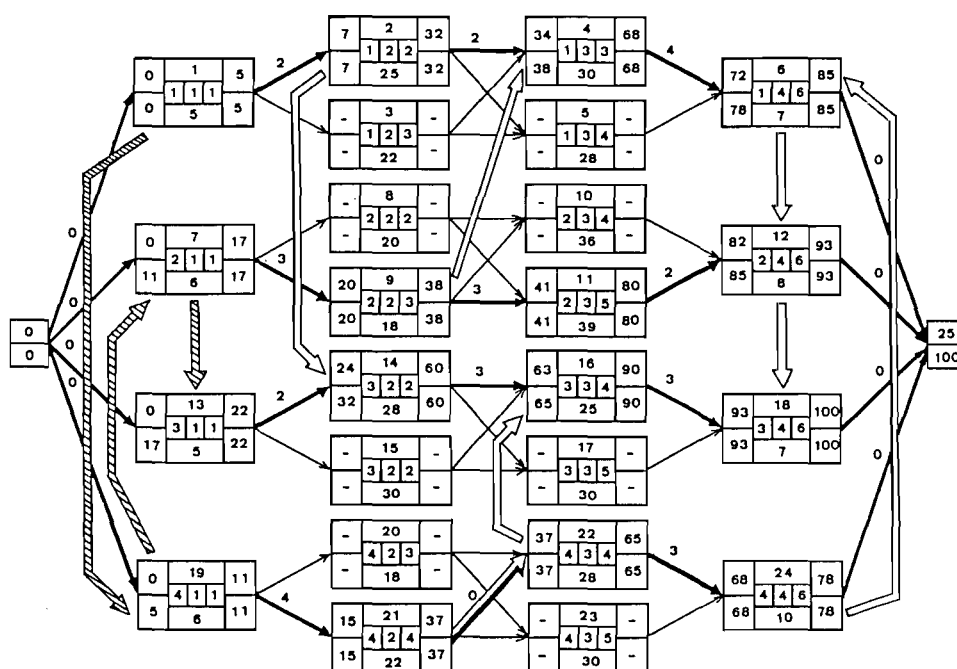 7 2 32
1 2 2
7 25 32
2
34 4 68
1 3 3
38 30 68
4
0 1 5
1 1 1
0 5 5
2
72 6 85
1 4 6
78 7 85
- 3 -
1 2 3
- 22 -
- 5 -
1 3 4
- 28 -
0
- 8 -
2 2 2
- 20 -
- 10 -
2 3 4
- 36 -
0
0 7 17
2 1 1
11 6 17
3
82 12 93
2 4 6
85 8 93
2
0
20 9 38
2 2 3
20 18 38
3
41 11 80
2 3 5
41 39 80
0
0
0
25
100
0
24 14 60
3 2 2
32 28 60
3
63 16 90
3 3 4
65 25 90
3
0
0 13 22
3 1 1
17 5 22
2
93 18 100
3 4 6
93 7 100
0
0
- 15 -
3 2 2
- 30 -
- 17 -
3 3 5
- 30 -
- 20 -
4 2 3
- 18 -
37 22 65
4 3 4
37 28 65
3
0 19 11
4 1 1
5 6 11
4
0
68 24 78
4 4 6
68 10 78
15 21 37
4 2 4
15 22 37
- 23 -
4 3 5
- 30 -